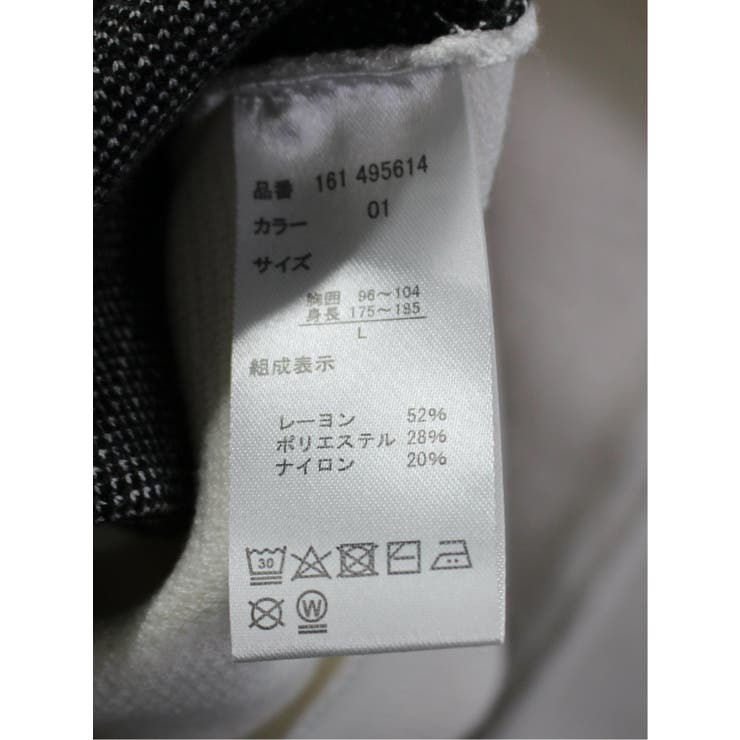 品番 161 495614
カラー 01
サイズ
胸囲 96～104
身長 175～185
L
組成表示
レーヨン 52%
ポリエステル 28%
ナイロン 20%
30
W